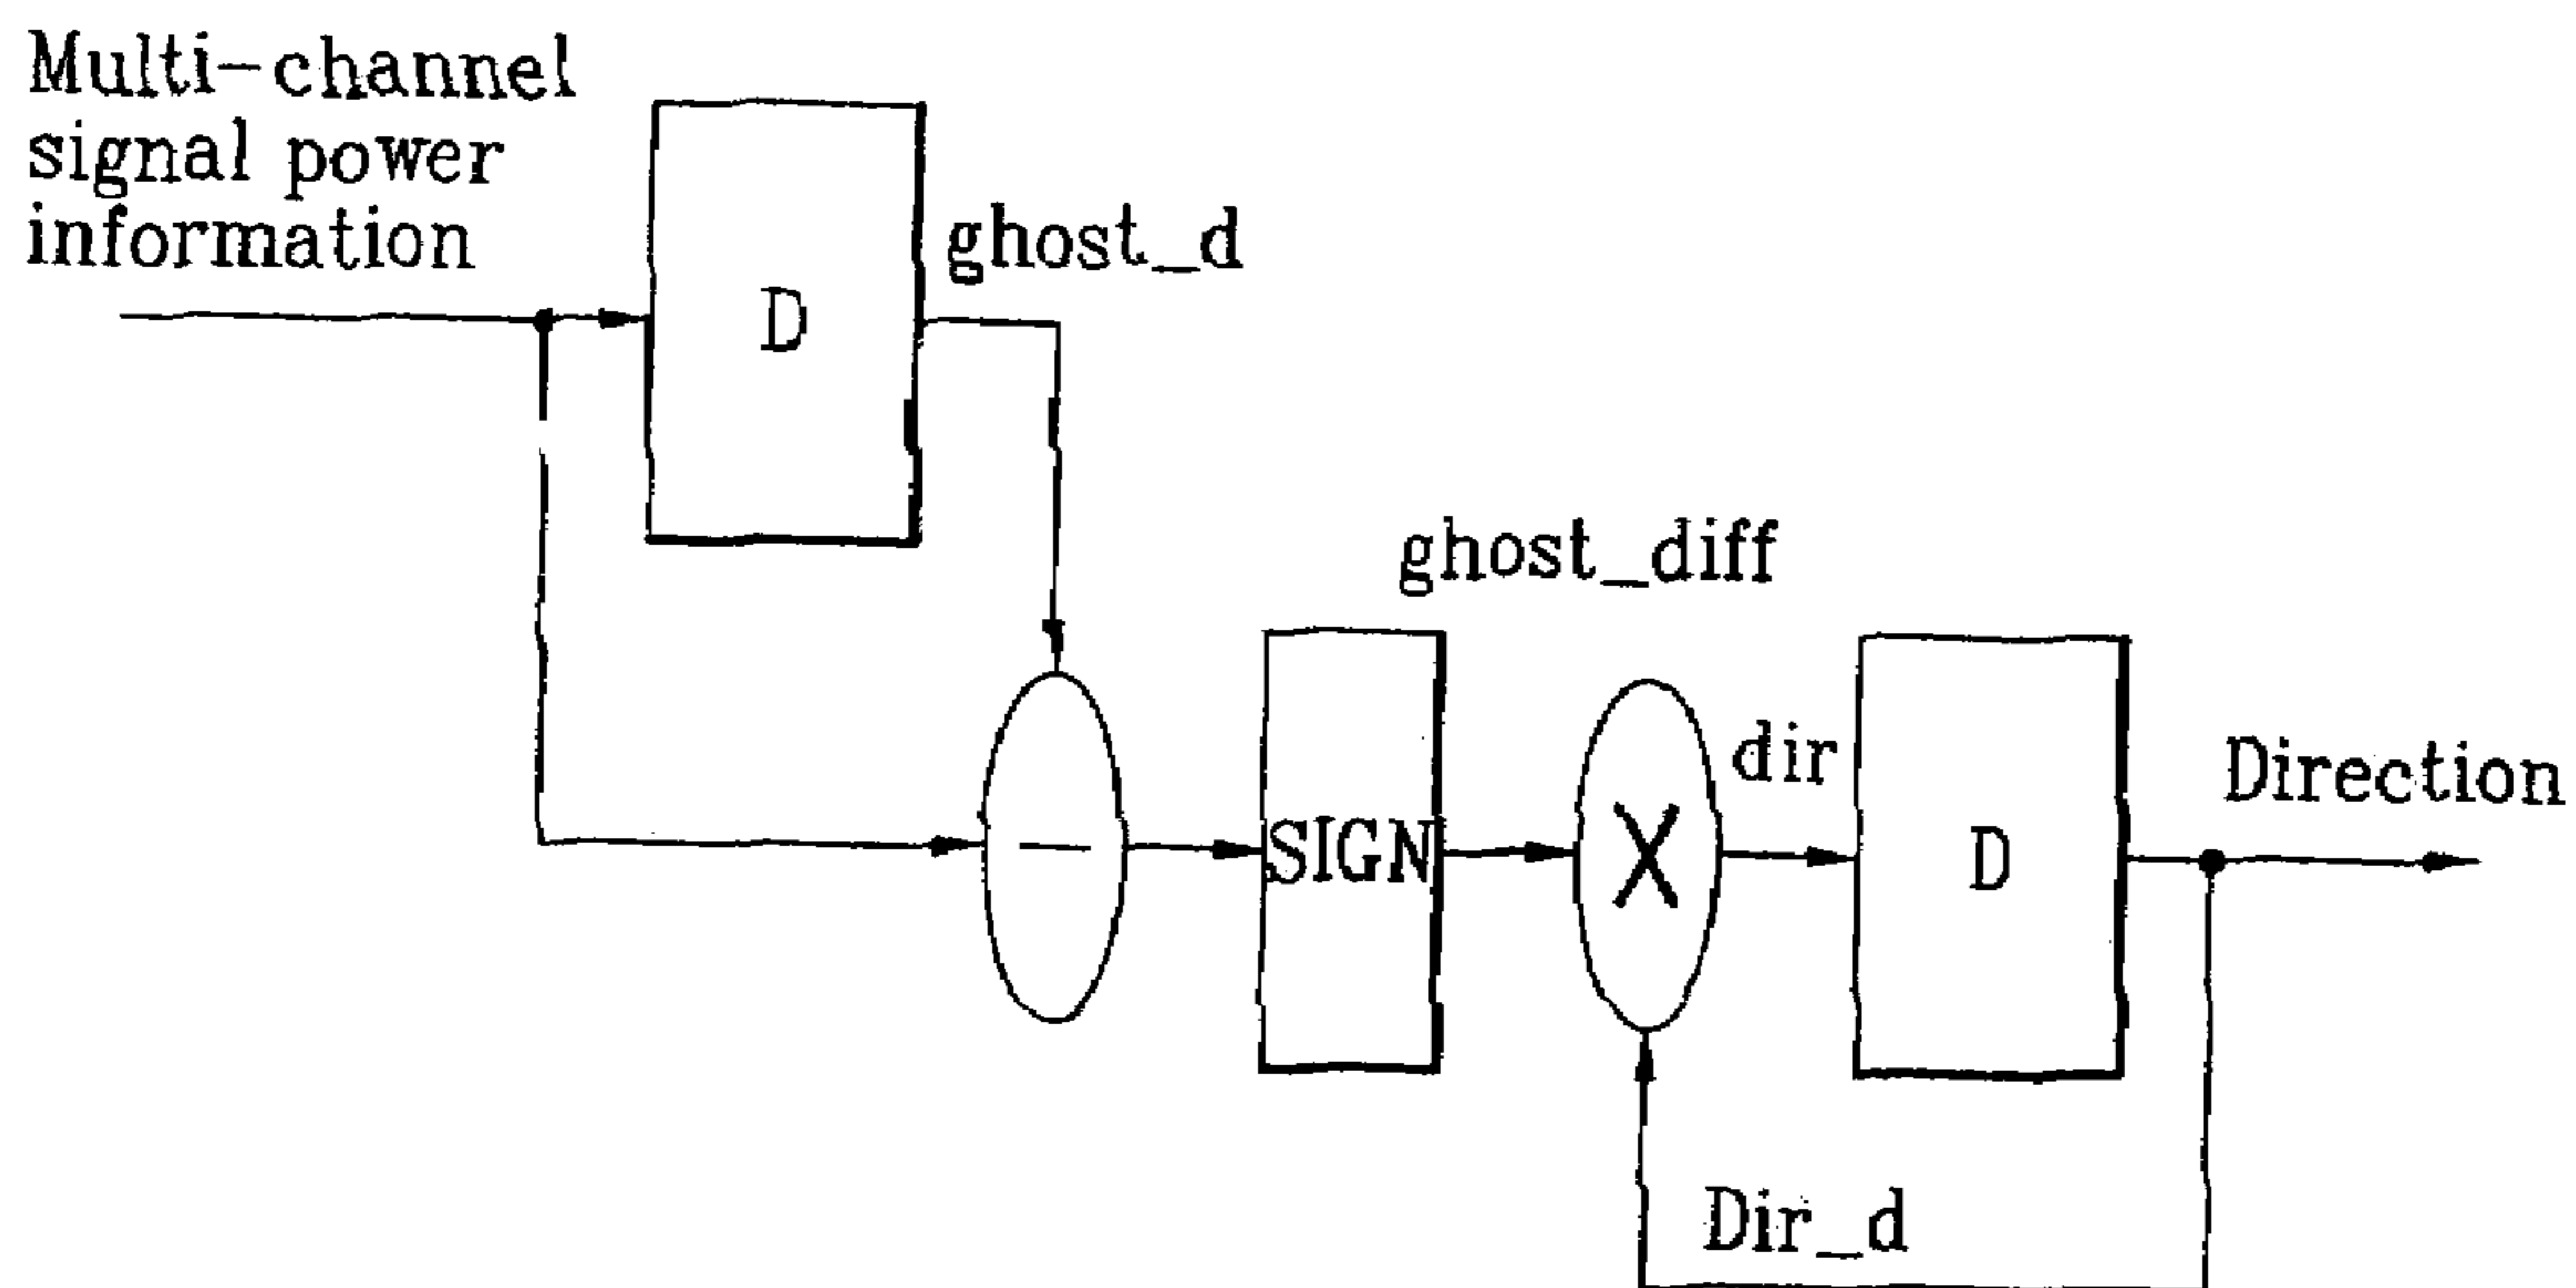 Multi-channel
signal power
information
D
ghost_d
ghost_diff
—
SIGN
X
dir
D
Direction
Dir_d